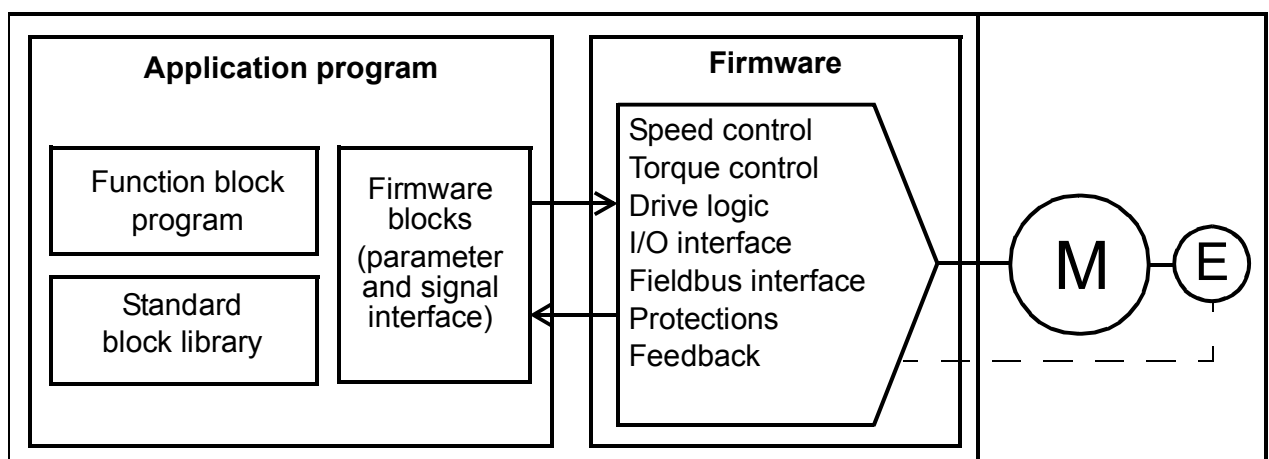 Application program
Function block
program
Standard
block library
Firmware
blocks
(parameter
and signal
interface)
Firmware
Speed control
Torque control
Drive logic
I/O interface
Fieldbus interface
Protections
Feedback
M
E